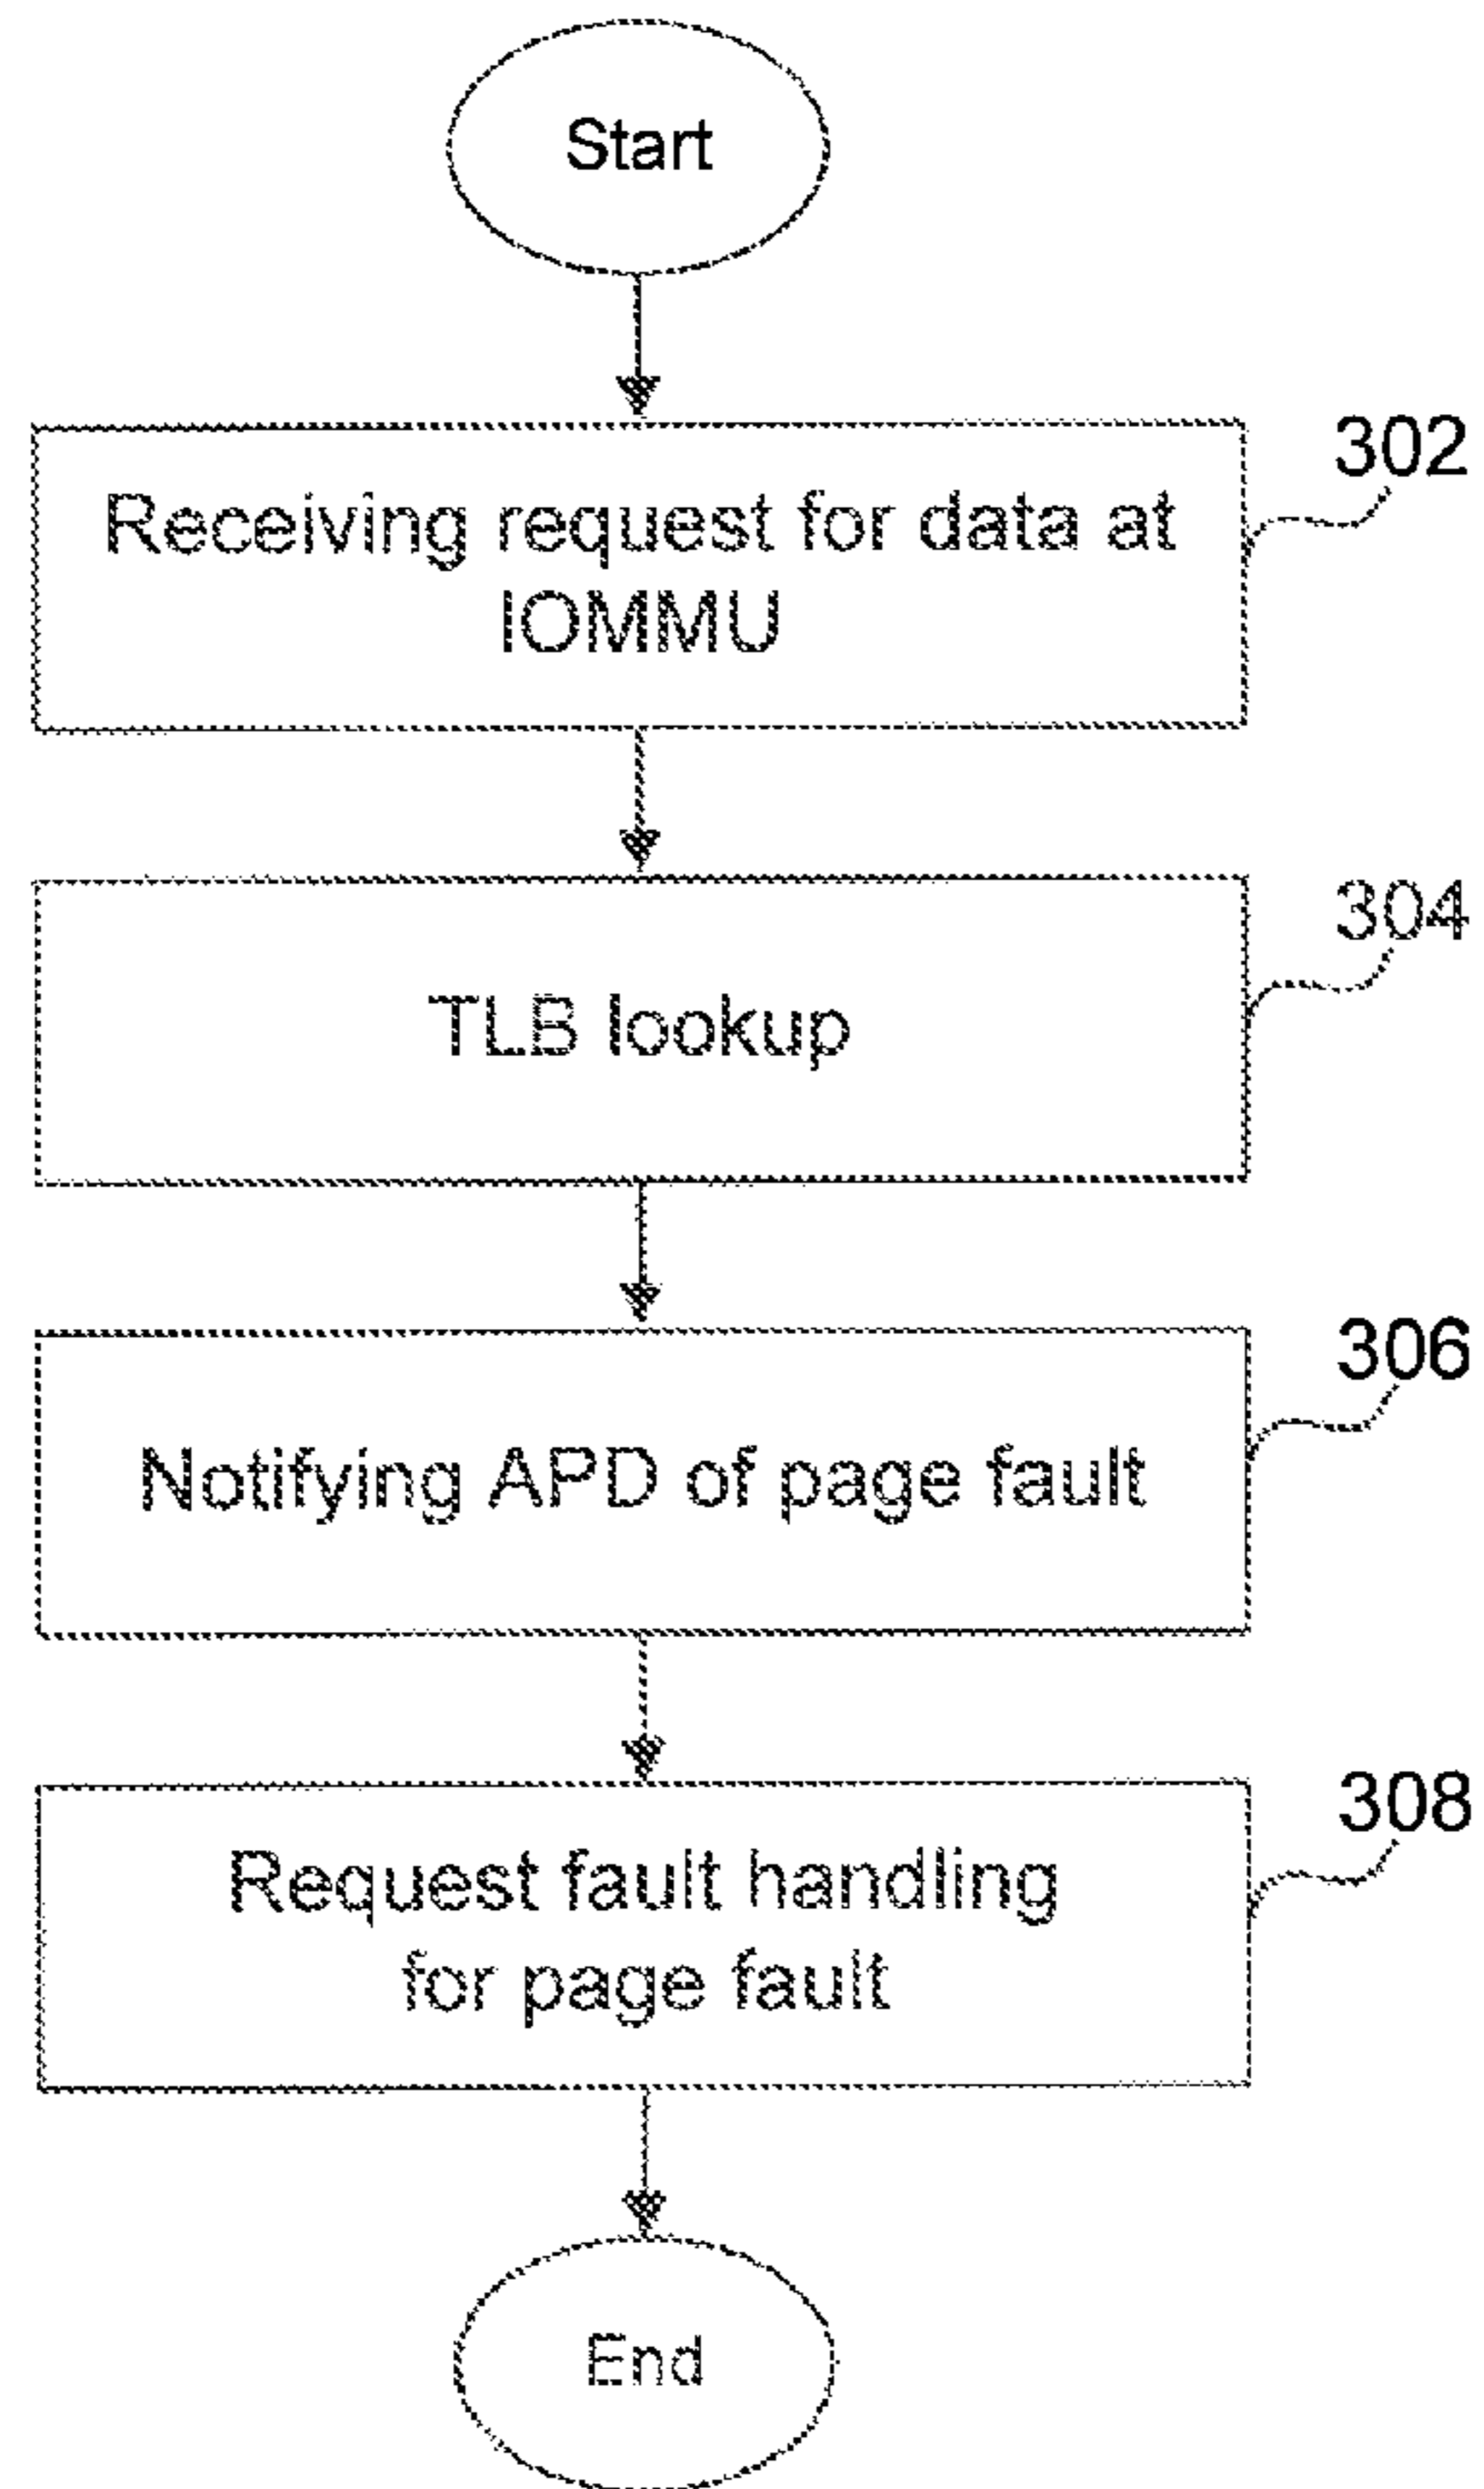 Start
302
Receiving request for data at
IOMMU
304
TLB lookup
306
Notifying APD of page fault
308
Request fault handling
for page fault
End